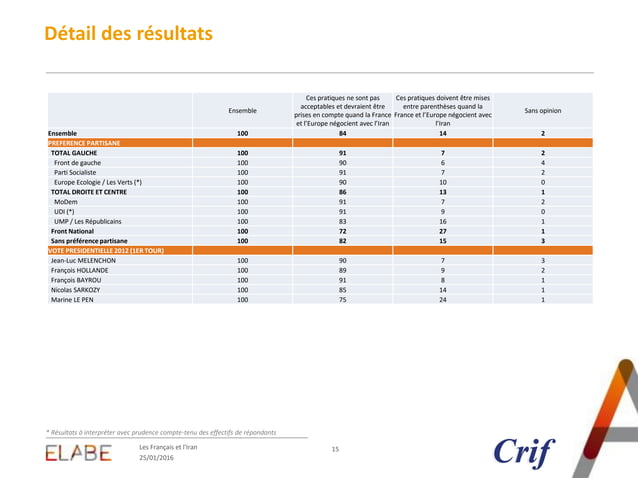 Détail des résultats
Ensemble
Ces pratiques ne sont pas
acceptables et devraient être
prises en compte quand la France
et l'Europe négocient avec l'Iran
Ces pratiques doivent être mises
entre parenthèses quand la
France et l'Europe négocient avec
l'Iran
Sans opinion
Ensemble 100 84 14 2
PREFERENCE PARTISANE
TOTAL GAUCHE 100 91 7 2
Front de gauche 100 90 6 4
Parti Socialiste 100 91 7 2
Europe Ecologie / Les Verts (*) 100 90 10 0
TOTAL DROITE ET CENTRE 100 86 13 1
MoDem 100 91 7 2
UDI (*) 100 91 9 0
UMP / Les Républicains 100 83 16 1
Front National 100 72 27 1
Sans préférence partisane 100 82 15 3
VOTE PRESIDENTIELLE 2012 (1ER TOUR)
Jean-Luc MELENCHON 100 90 7 3
François HOLLANDE 100 89 9 2
François BAYROU 100 91 8 1
Nicolas SARKOZY 100 85 14 1
Marine LE PEN 100 75 24 1
* Résultats à interpréter avec prudence compte-tenu des effectifs de répondants
ELABE
Les Français et l'Iran
25/01/2016
15
Crif